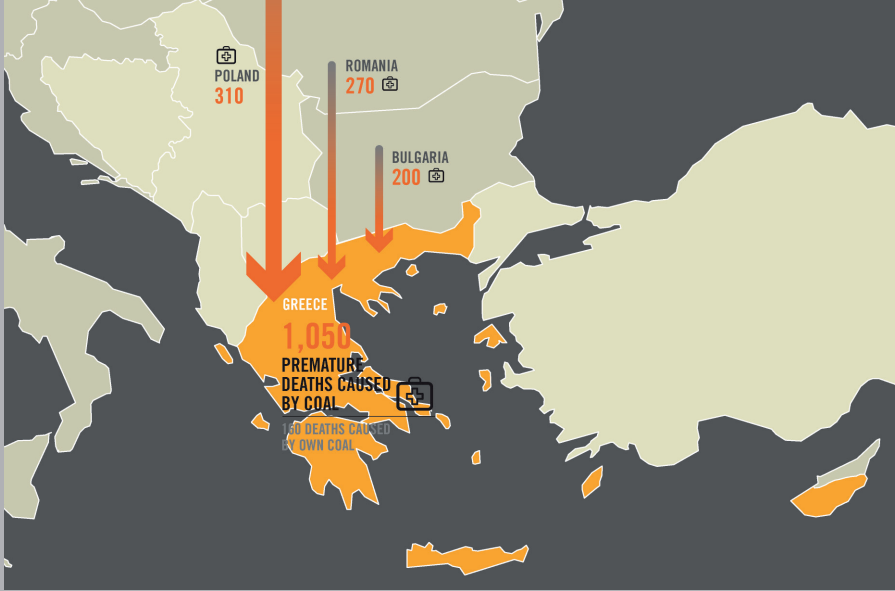 POLAND
310
ROMANIA
270
BULGARIA
200
GREECE
1,050
PREMATURE
DEATHS CAUSED
BY COAL
160 DEATHS CAUSED
BY OWN COAL